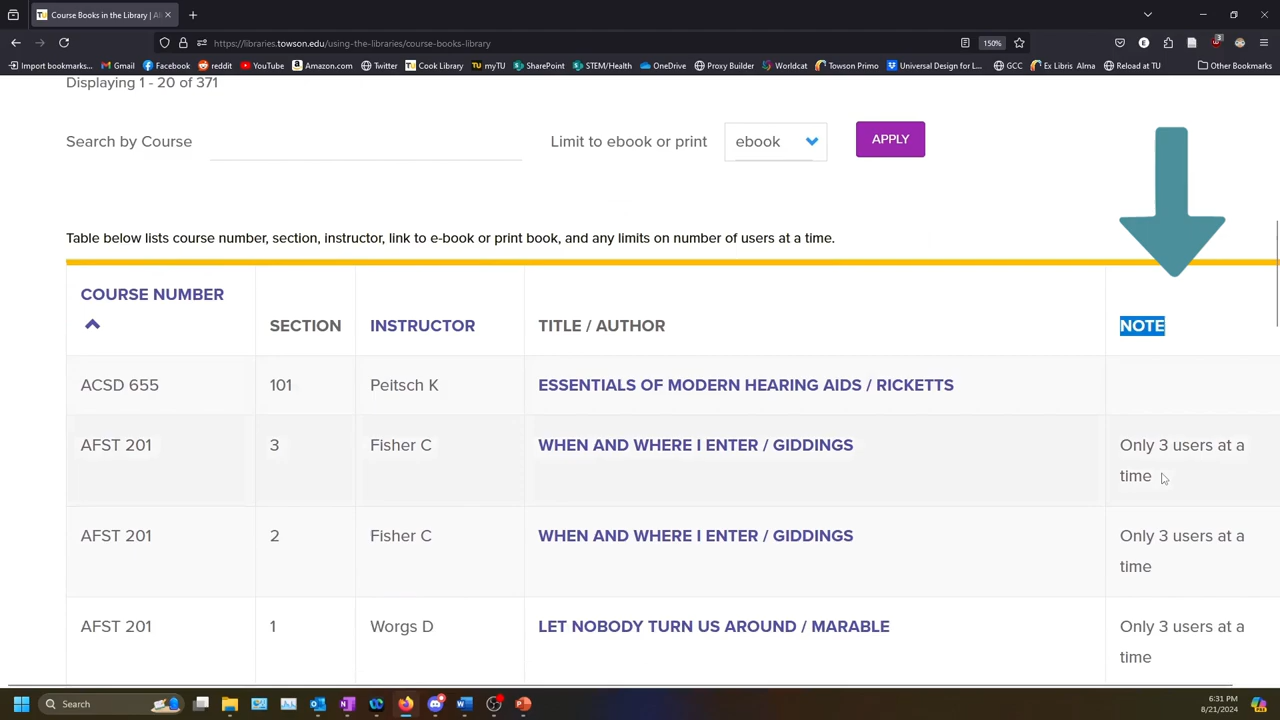 Course Books in the Library | Al
https://libraries.towson.edu/using-the-libraries/course-books-library
150%
Import bookmarks... Gmail Facebook reddit YouTube Amazon.com Twitter Cook Library myTU SharePoint STEM/Health OneDrive Proxy Builder Worldcat Towson Primo Universal Design for L... GCC Ex Libris Alma Reload at TU Other Bookmarks
Displaying 1 - 20 of 371
Search by Course Limit to ebook or print ebook APPLY
Table below lists course number, section, instructor, link to e-book or print book, and any limits on number of users at a time.
COURSE NUMBER
SECTION INSTRUCTOR TITLE / AUTHOR NOTE
ACSD 655 101 Peitsch K ESSENTIALS OF MODERN HEARING AIDS / RICKETTS
AFST 201 3 Fisher C WHEN AND WHERE I ENTER / GIDDINGS Only 3 users at a
time
AFST 201 2 Fisher C WHEN AND WHERE I ENTER / GIDDINGS Only 3 users at a
time
AFST 201 1 Worgs D LET NOBODY TURN US AROUND / MARABLE Only 3 users at a
time
Search
6:31 PM
8/21/2024